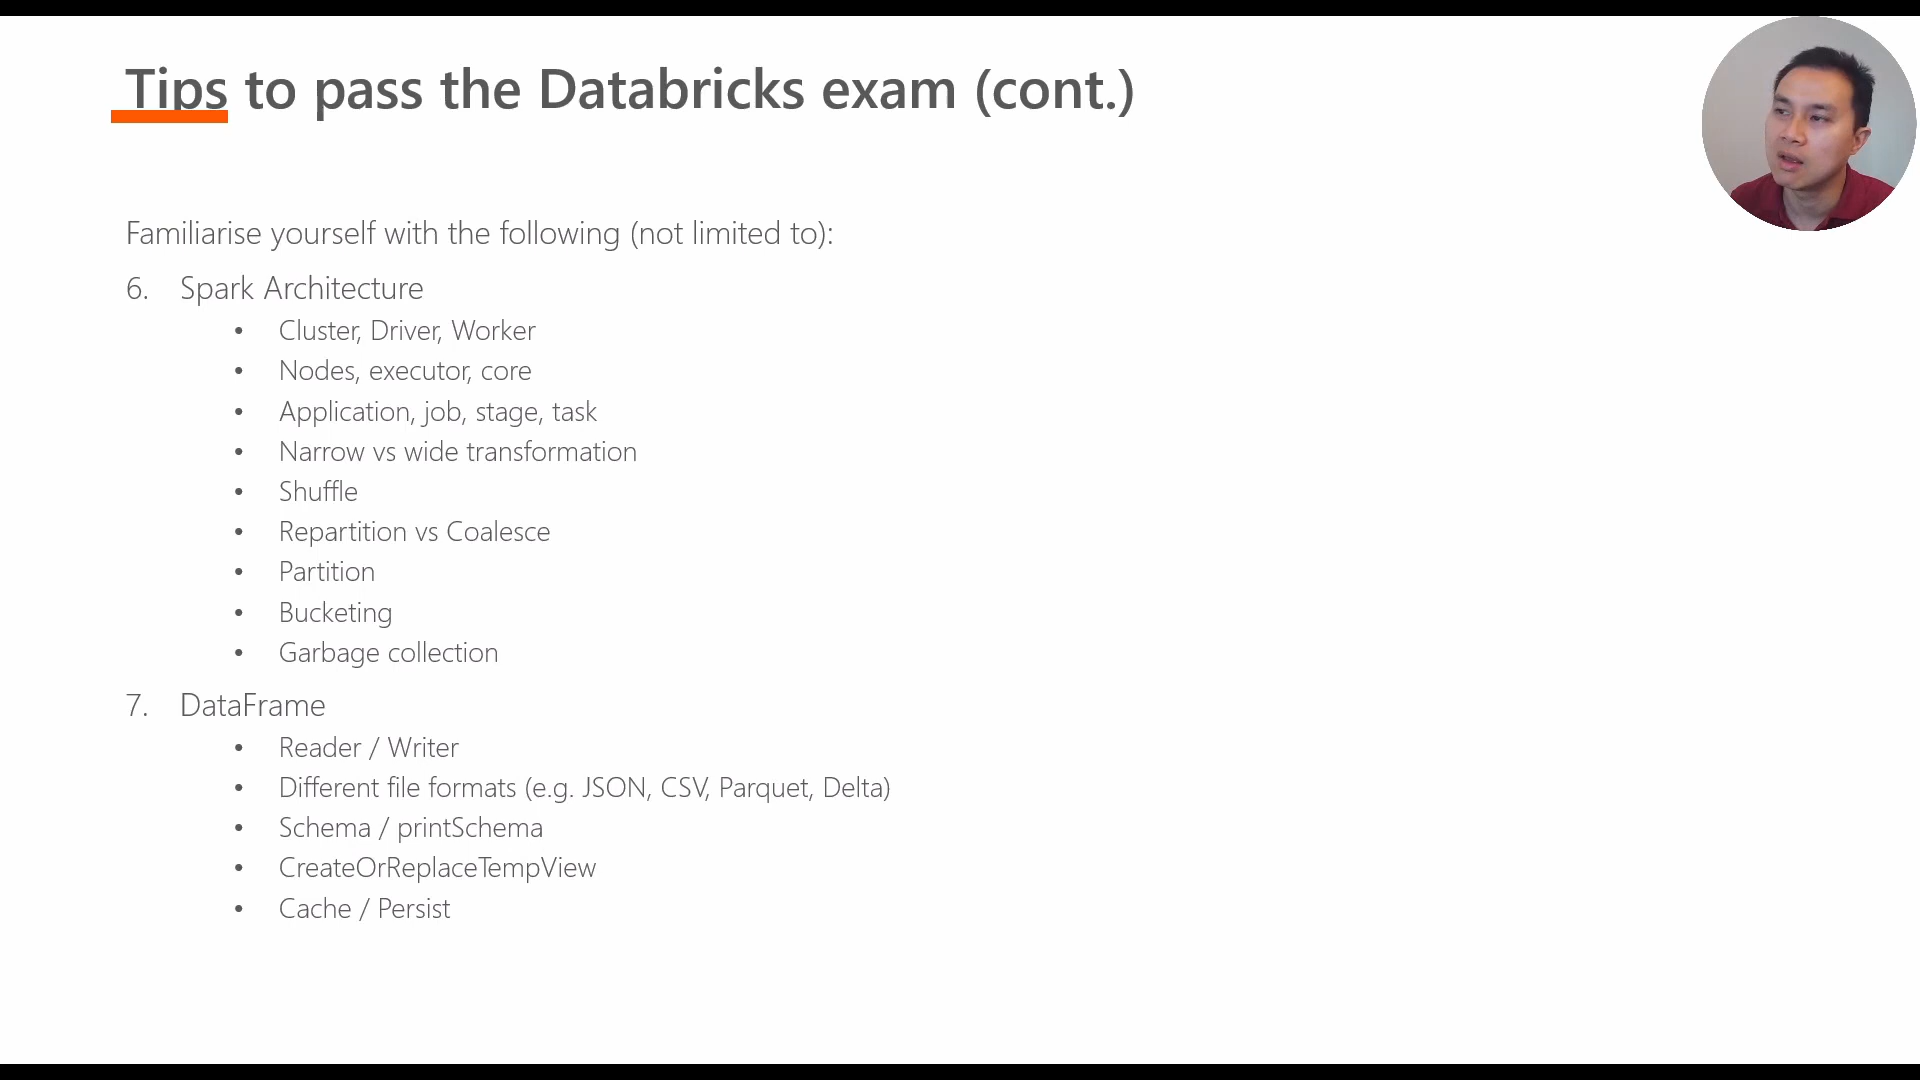 Tips to pass the Databricks exam (cont.)
Familiarise yourself with the following (not limited to):
6. Spark Architecture
• Cluster, Driver, Worker
• Nodes, executor, core
• Application, job, stage, task
• Narrow vs wide transformation
• Shuffle
• Repartition vs Coalesce
• Partition
• Bucketing
• Garbage collection
7. DataFrame
• Reader / Writer
• Different file formats (e.g. JSON, CSV, Parquet, Delta)
• Schema / printSchema
• CreateOrReplaceTempView
• Cache / Persist